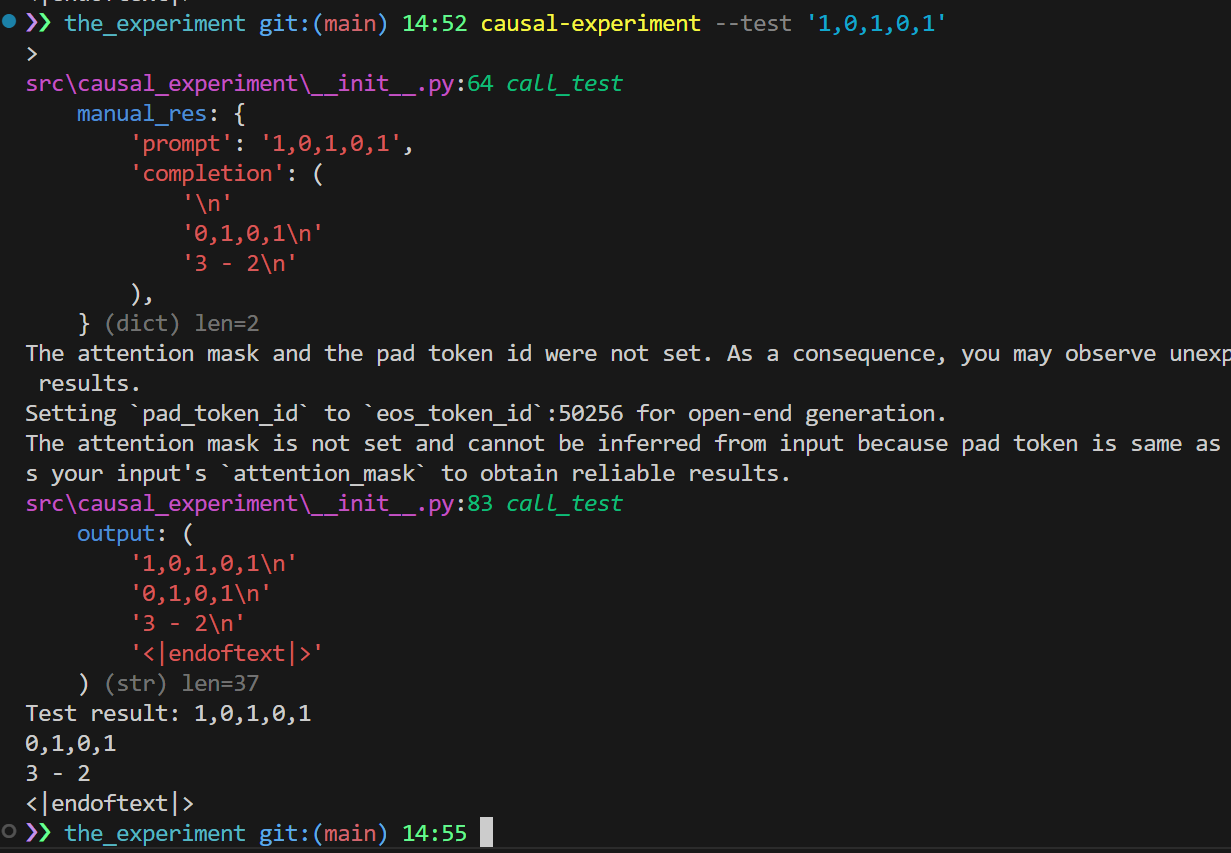 <|endoftext|>
❯❯ the_experiment git:(main) 14:52 causal-experiment --test '1,0,1,0,1'
>
src\causal_experiment\__init__.py:64 call_test
    manual_res: {
        'prompt': '1,0,1,0,1',
        'completion': (
            '\n'
            '0,1,0,1\n'
            '3 - 2\n'
        ),
    } (dict) len=2
The attention mask and the pad token id were not set. As a consequence, you may observe unexp
 results.
Setting `pad_token_id` to `eos_token_id`:50256 for open-end generation.
The attention mask is not set and cannot be inferred from input because pad token is same as
s your input's `attention_mask` to obtain reliable results.
src\causal_experiment\__init__.py:83 call_test
    output: (
        '1,0,1,0,1\n'
        '0,1,0,1\n'
        '3 - 2\n'
        '<|endoftext|>'
    ) (str) len=37
Test result: 1,0,1,0,1
0,1,0,1
3 - 2
<|endoftext|>
❯❯ the_experiment git:(main) 14:55